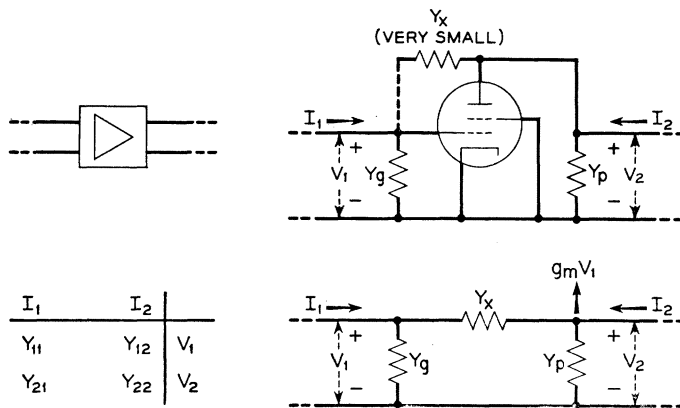 Yx
(VERY SMALL)
I1
I2
V1
+
−
Yg
Yp
+
−
V2
gmV1
I1
I2
Yx
V1
+
−
Yg
Yp
+
−
V2
I1 I2
Y11 Y12 V1
Y21 Y22 V2